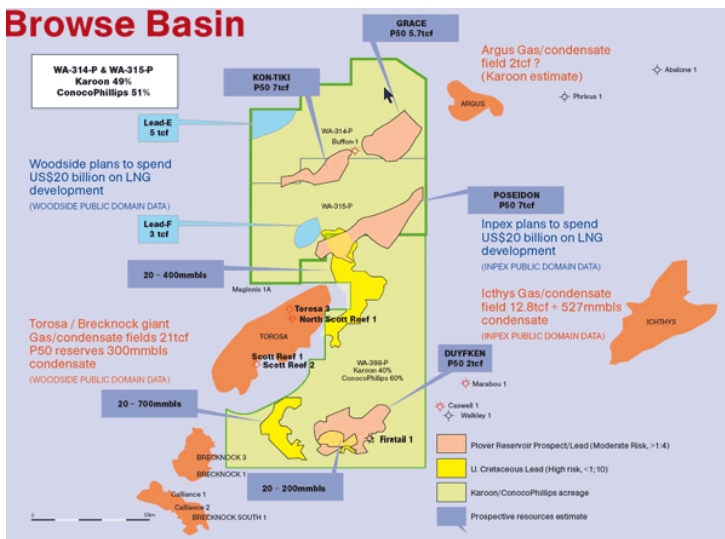 Browse Basin
WA-314-P & WA-315-P
Karoon 49%
ConocoPhillips 51%
GRACE
P50 5.7tcf
KON-TIKI
P50 7tcf
Argus Gas/condensate
field 2tcf ?
(Karoon estimate)
Abalone 1
Phrixus 1
ARGUS
Lead-E
5 tcf
WA-314-P
Buffon-1
Woodside plans to spend
US$20 billion on LNG
development
(WOODSIDE PUBLIC DOMAIN DATA)
WA-315-P
POSEIDON
P50 7tcf
Lead-F
3 tcf
Inpex plans to spend
US$20 billion on LNG
development
(INPEX PUBLIC DOMAIN DATA)
20 – 400mmbls
Maginnis 1A
Torosa 3
North Scott Reef 1
TOROSA
Icthys Gas/condensate
field 12.8tcf + 527mmbls
condensate
(INPEX PUBLIC DOMAIN DATA)
ICHTHYS
Torosa / Brecknock giant
Gas/condensate fields 21tcf
P50 reserves 300mmbls
condensate
(WOODSIDE PUBLIC DOMAIN DATA)
Scott Reef 1
Scott Reef 2
WA-398-P
Karoon 40%
ConocoPhilips 60%
DUYFKEN
P50 2tcf
Marabou 1
Caswell 1
Walkley 1
20 – 700mmbls
Firetail 1
BRECKNOCK 3
BRECKNOCK 1
20 – 200mmbls
Calliance 1
Calliance 2
BRECKNOCK SOUTH 1
Plover Reservoir Prospect/Lead (Moderate Risk, >1:4)
U. Cretaceous Lead (High risk, <1;10)
Karoon/ConocoPhillips acreage
Prospective resources estimate
0
10km